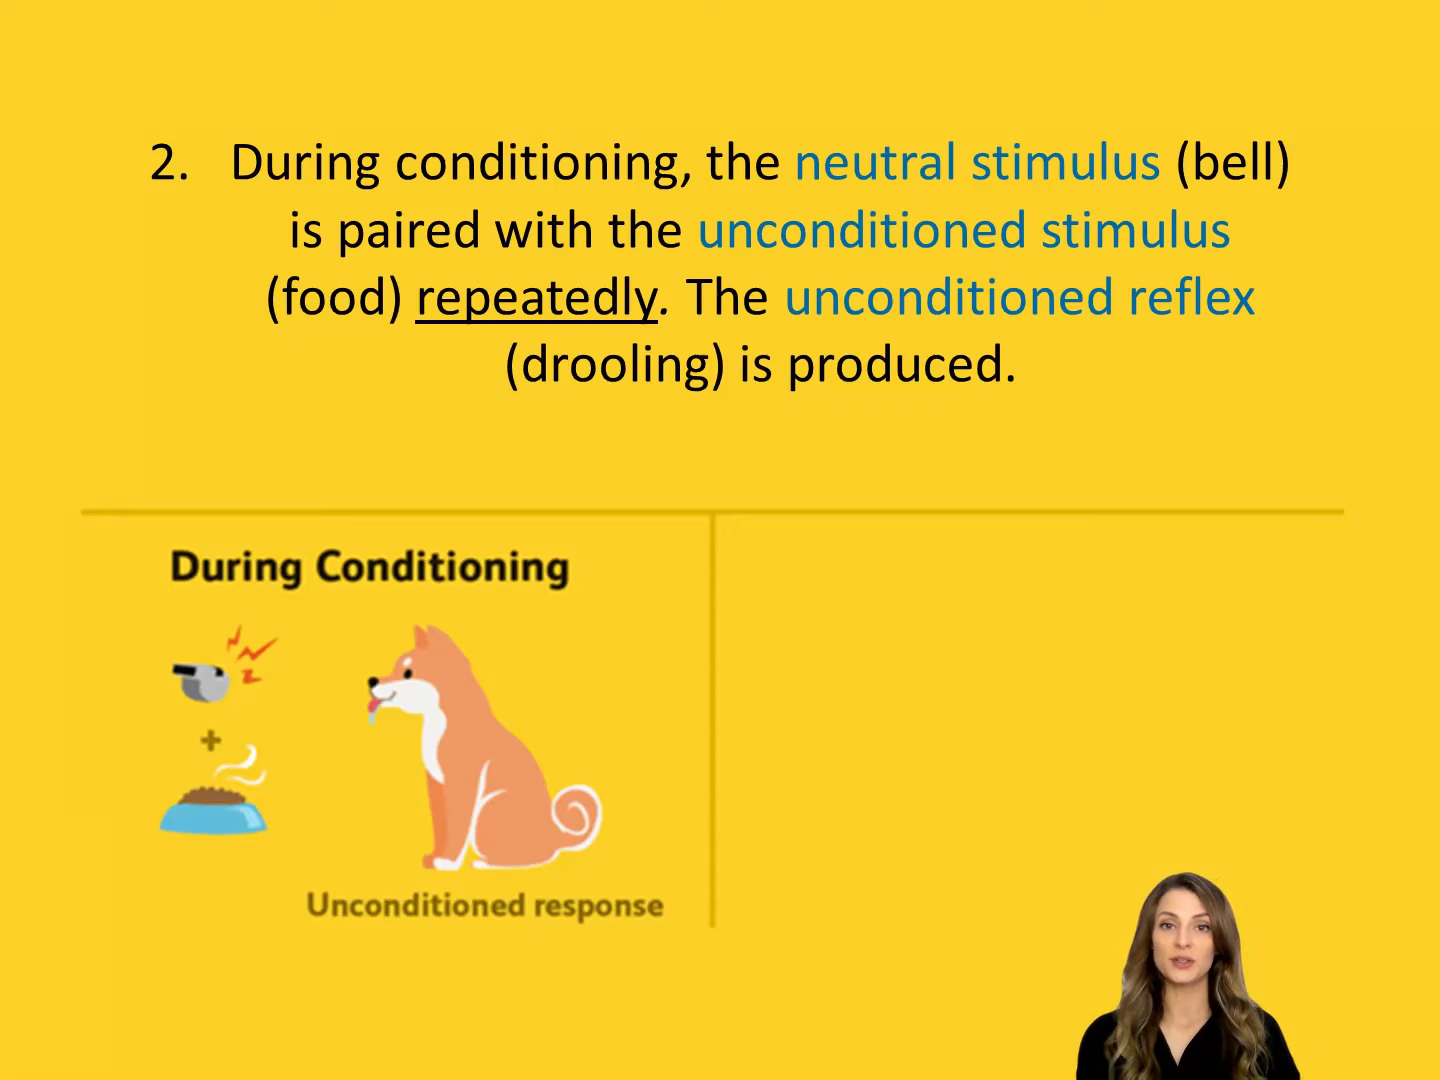 2. During conditioning, the neutral stimulus (bell)
is paired with the unconditioned stimulus
(food) repeatedly. The unconditioned reflex
(drooling) is produced.
During Conditioning
+
Unconditioned response